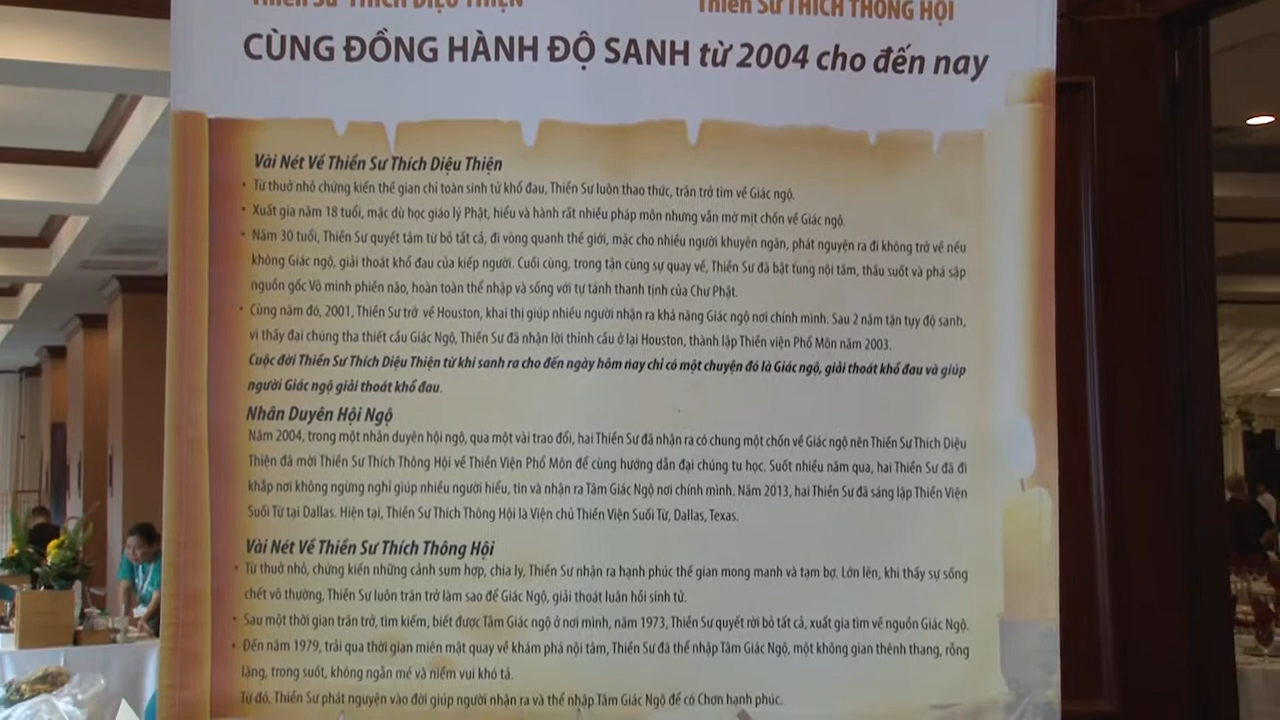 Thiền Sư THÍCH DIỆU THIỆN
Thiền Sư THÍCH THÔNG HỘI
CÙNG ĐỒNG HÀNH ĐỘ SANH từ 2004 cho đến nay
Vài Nét Về Thiền Sư Thích Diệu Thiện
• Từ thuở nhỏ chứng kiến thế gian chỉ toàn sinh tử khổ đau, Thiền Sư luôn thao thức, trăn trở tìm về Giác ngộ.
• Xuất gia năm 18 tuổi, mặc dù học giáo lý Phật, hiểu và hành rất nhiều pháp môn nhưng vẫn mờ mịt chốn về Giác ngộ.
• Năm 30 tuổi, Thiền Sư quyết tâm từ bỏ tất cả, đi vòng quanh thế giới, mặc cho nhiều người khuyên ngăn, phát nguyện ra đi không trở về nếu
không Giác ngộ, giải thoát khổ đau của kiếp người. Cuối cùng, trong tận cùng sự quay về, Thiền Sư đã bật tung nội tâm, thấu suốt và phá sập
nguồn gốc Vô minh phiền não, hoàn toàn thể nhập và sống với tự tánh thanh tịnh của Chư Phật.
• Cùng năm đó, 2001, Thiền Sư trở về Houston, khai thị giúp nhiều người nhận ra khả năng Giác ngộ nơi chính mình. Sau 2 năm tận tụy độ sanh,
vì thấy đại chúng tha thiết cầu Giác Ngộ, Thiền Sư đã nhận lời thỉnh cầu ở lại Houston, thành lập Thiền viện Phổ Môn năm 2003.
Cuộc đời Thiền Sư Thích Diệu Thiện từ khi sanh ra cho đến ngày hôm nay chỉ có một chuyện đó là Giác ngộ, giải thoát khổ đau và giúp
người Giác ngộ giải thoát khổ đau.
Nhân Duyên Hội Ngộ
Năm 2004, trong một nhân duyên hội ngộ, qua một vài trao đổi, hai Thiền Sư đã nhận ra có chung một chốn về Giác ngộ nên Thiền Sư Thích Diệu
Thiện đã mời Thiền Sư Thích Thông Hội về Thiền Viện Phổ Môn để cùng hướng dẫn đại chúng tu học. Suốt nhiều năm qua, hai Thiền Sư đã đi
khắp nơi không ngừng nghỉ giúp nhiều người hiểu, tin và nhận ra Tâm Giác Ngộ nơi chính mình. Năm 2013, hai Thiền Sư đã sáng lập Thiền Viện
Suối Từ tại Dallas. Hiện tại, Thiền Sư Thích Thông Hội là Viện chủ Thiền Viện Suối Từ, Dallas, Texas.
Vài Nét Về Thiền Sư Thích Thông Hội
• Từ thuở nhỏ, chứng kiến những cảnh sum hợp, chia ly, Thiền Sư nhận ra hạnh phúc thế gian mong manh và tạm bợ. Lớn lên, khi thấy sự sống
chết vô thường, Thiền Sư luôn trăn trở làm sao để Giác Ngộ, giải thoát luân hồi sinh tử.
• Sau một thời gian trăn trở, tìm kiếm, biết được Tâm Giác ngộ ở nơi mình, năm 1973, Thiền Sư quyết rời bỏ tất cả, xuất gia tìm về nguồn Giác Ngộ.
• Đến năm 1979, trải qua thời gian miên mật quay về khám phá nội tâm, Thiền Sư đã thể nhập Tâm Giác Ngộ, một không gian thênh thang, rỗng
lặng, trong suốt, không ngằn mé và niềm vui khó tả.
Từ đó, Thiền Sư phát nguyện vào đời giúp người nhận ra và thể nhập Tâm Giác Ngộ để có Chơn hạnh phúc.